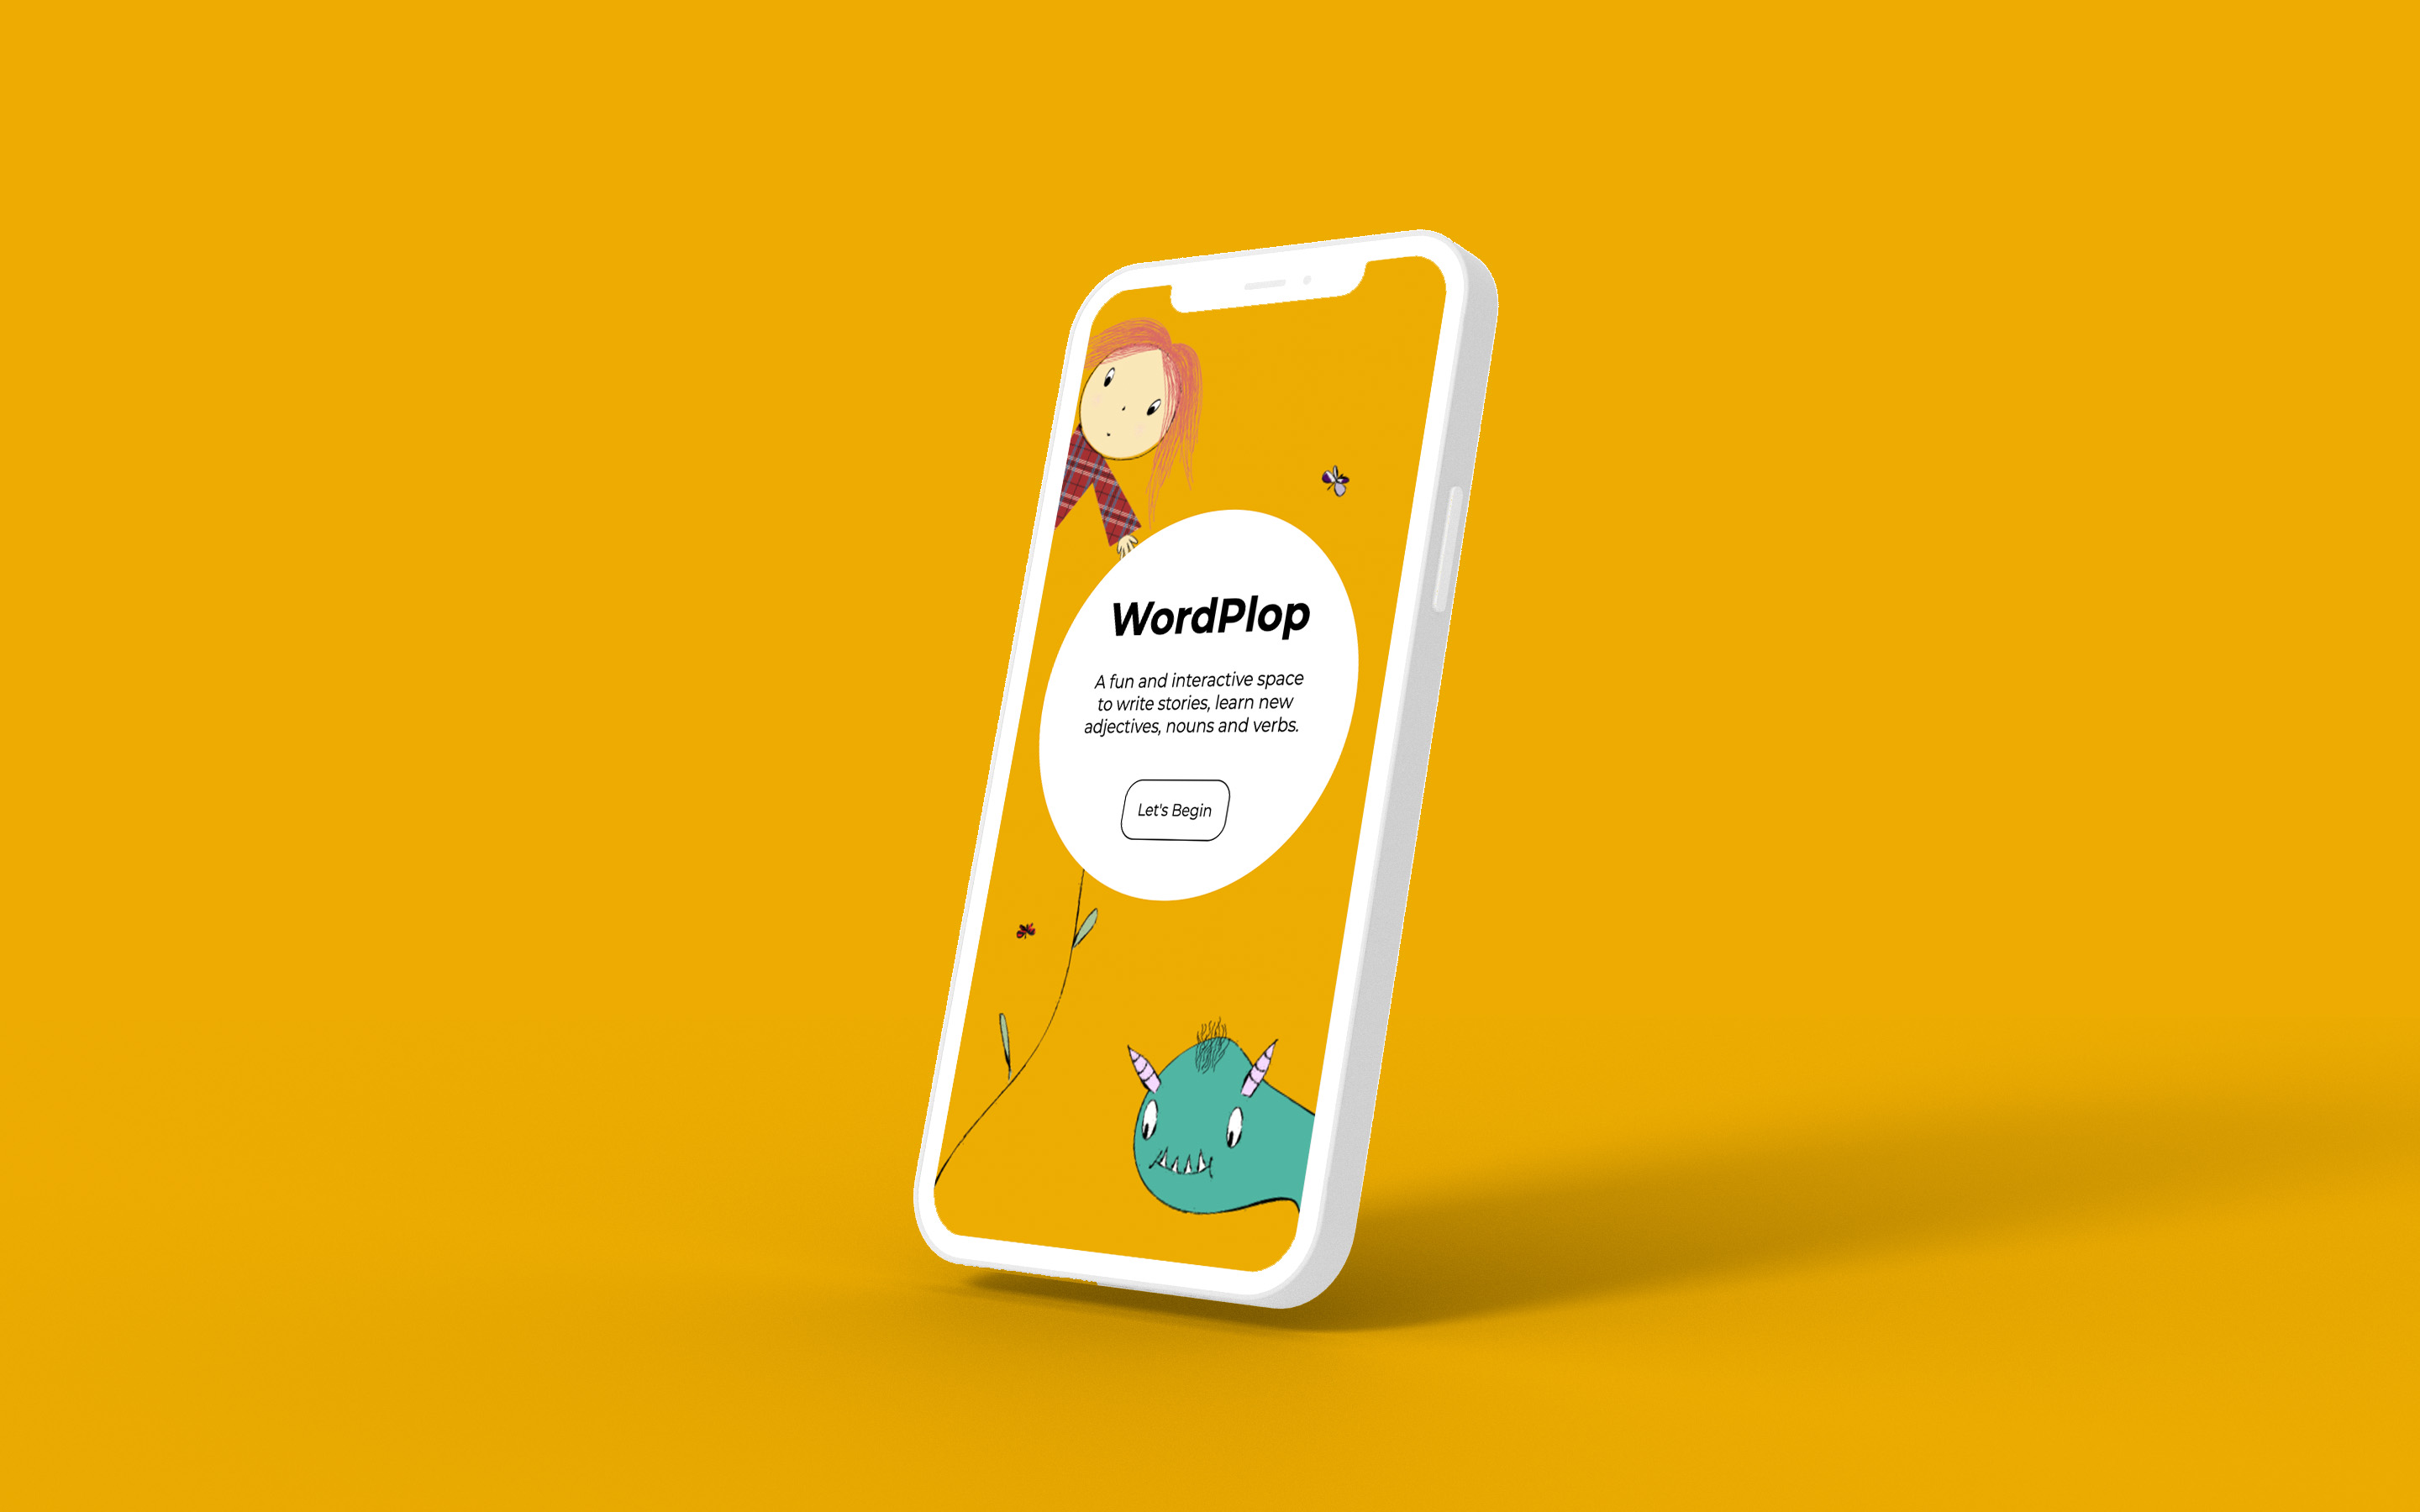 WordPlop
A fun and interactive space
to write stories, learn new
adjectives, nouns and verbs.
Let's Begin